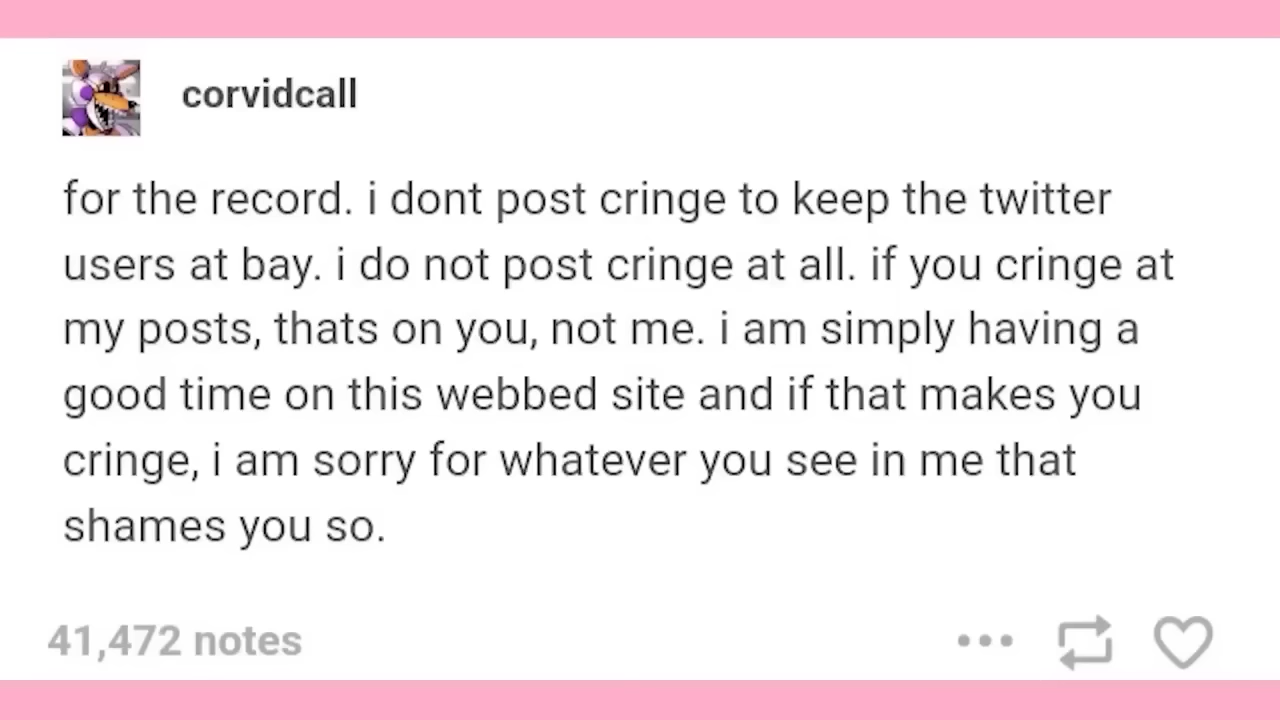 corvidcall
for the record. i dont post cringe to keep the twitter
users at bay. i do not post cringe at all. if you cringe at
my posts, thats on you, not me. i am simply having a
good time on this webbed site and if that makes you
cringe, i am sorry for whatever you see in me that
shames you so.
41,472 notes